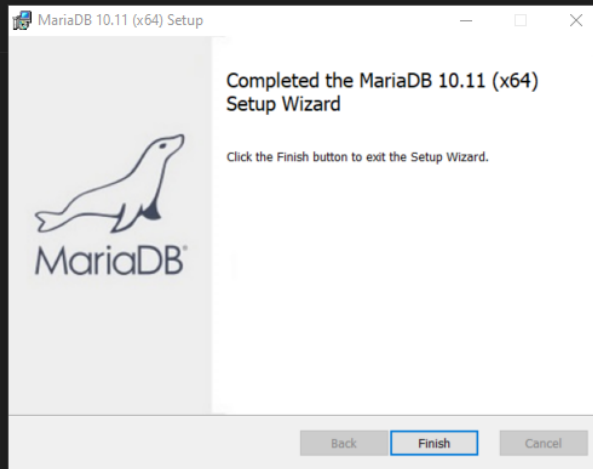 MariaDB 10.11 (x64) Setup
Completed the MariaDB 10.11 (x64)
Setup Wizard
Click the Finish button to exit the Setup Wizard.
MariaDB
Back
Finish
Cancel